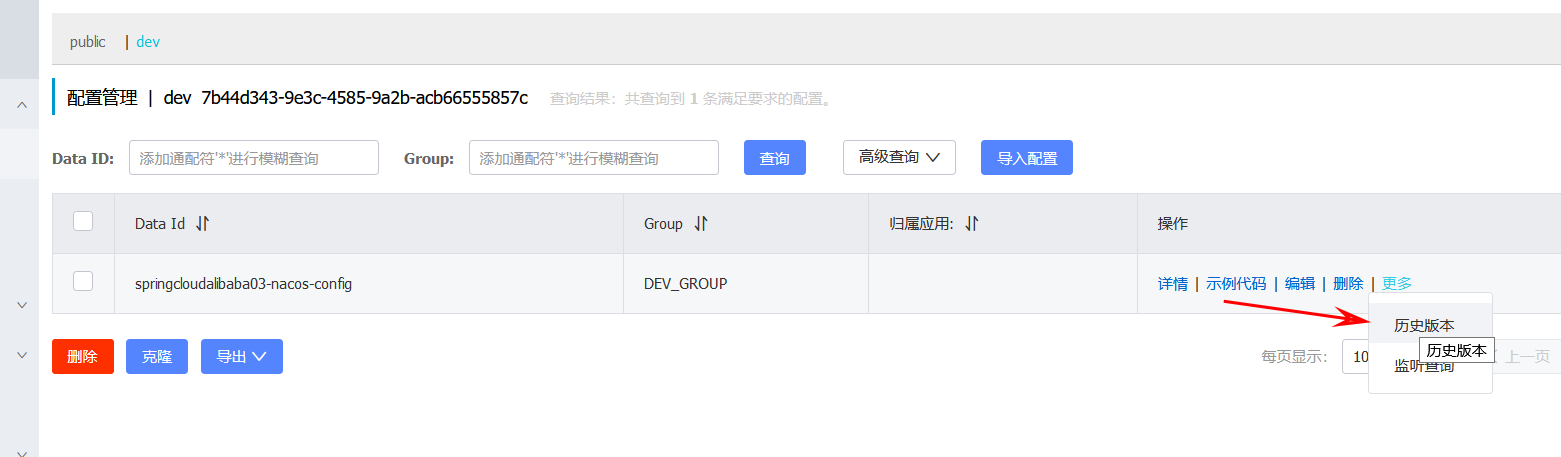 public | dev
配置管理 | dev 7b44d343-9e3c-4585-9a2b-acb66555857c 查询结果：共查询到 1 条满足要求的配置。
Data ID: 添加通配符'*'进行模糊查询 Group: 添加通配符'*'进行模糊查询 查询 高级查询 导入配置
Data Id Group 归属应用: 操作
springcloudalibaba03-nacos-config DEV_GROUP 详情 | 示例代码 | 编辑 | 删除 | 更多
历史版本
删除 克隆 导出 每页显示: 10 历史版本 上一页
监听查询